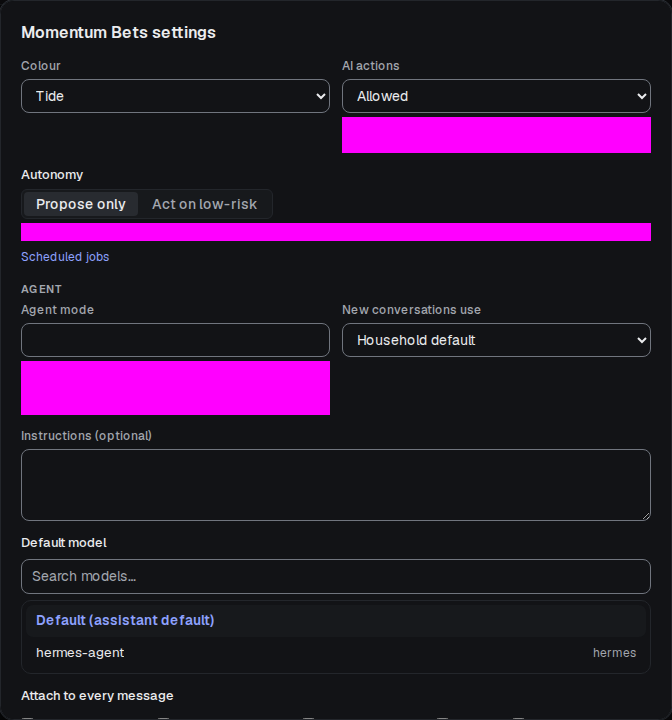 Momentum Bets settings
Colour
AI actions
Tide
Allowed
Autonomy
Propose only
Act on low-risk
Scheduled jobs
AGENT
Agent mode
New conversations use
Household default
Instructions (optional)
Default model
Search models…
Default (assistant default)
hermes-agent
hermes
Attach to every message